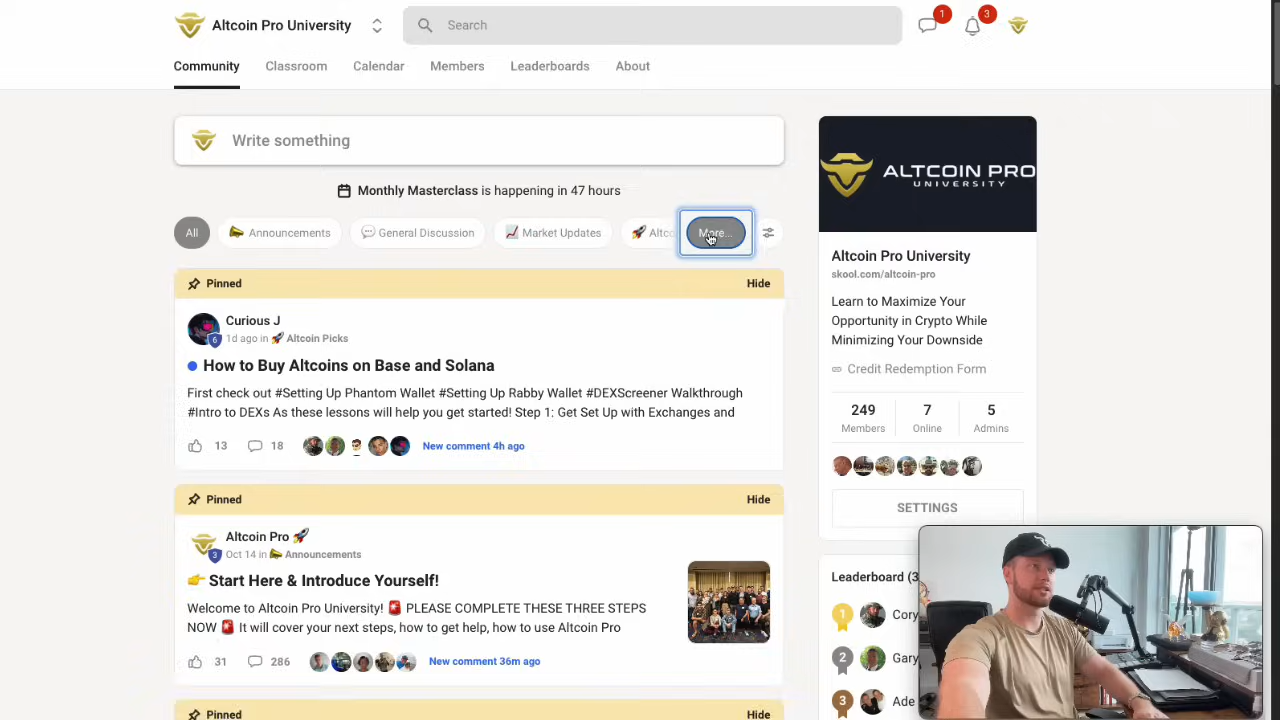 Altcoin Pro University
Search
1
3
Community
Classroom
Calendar
Members
Leaderboards
About
Write something
Monthly Masterclass is happening in 47 hours
All
Announcements
General Discussion
Market Updates
Altco
More...
Pinned
Hide
Curious J
6
1d ago in 🚀 Altcoin Picks
How to Buy Altcoins on Base and Solana
First check out #Setting Up Phantom Wallet #Setting Up Rabby Wallet #DEXScreener Walkthrough
#Intro to DEXs As these lessons will help you get started! Step 1: Get Set Up with Exchanges and
13
18
New comment 4h ago
Pinned
Hide
Altcoin Pro 🚀
3
Oct 14 in 📣 Announcements
👉 Start Here & Introduce Yourself!
Welcome to Altcoin Pro University! 🚨 PLEASE COMPLETE THESE THREE STEPS
NOW 🚨 It will cover your next steps, how to get help, how to use Altcoin Pro
31
286
New comment 36m ago
Pinned
Hide
ALTCOIN PRO
UNIVERSITY
Altcoin Pro University
skool.com/altcoin-pro
Learn to Maximize Your
Opportunity in Crypto While
Minimizing Your Downside
Credit Redemption Form
249
Members
7
Online
5
Admins
SETTINGS
Leaderboard (3
1
Cory
2
Gary
3
Ade